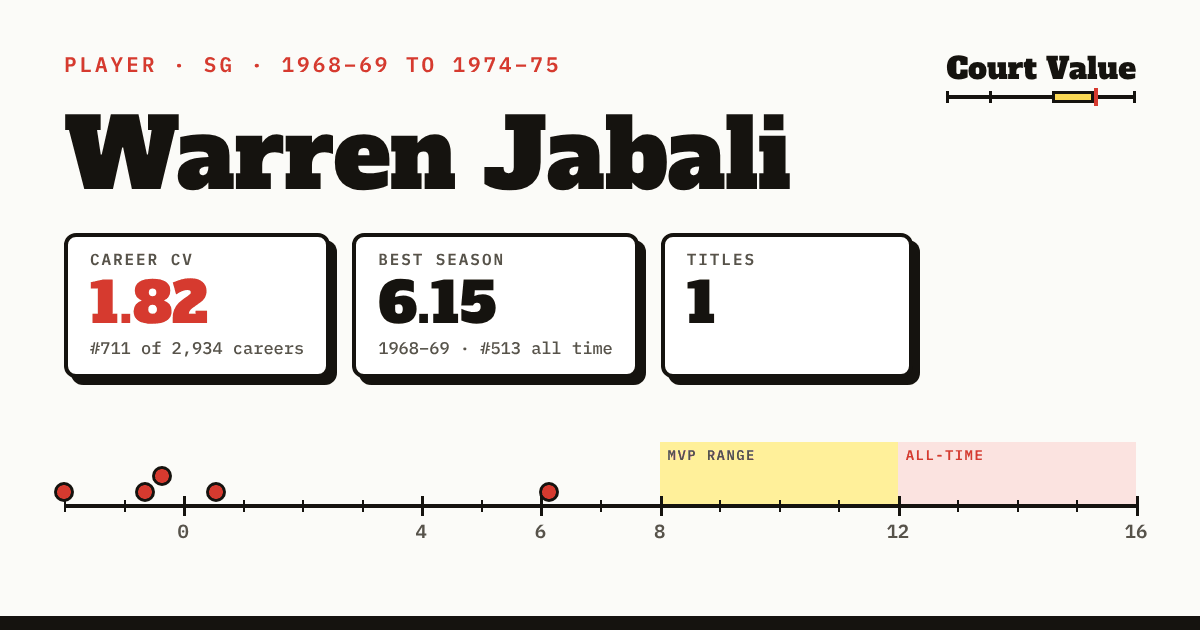 PLAYER · SG · 1968–69 TO 1974–75
Court Value
Warren Jabali
CAREER CV
1.82
#711 of 2,934 careers
BEST SEASON
6.15
1968–69 · #513 all time
TITLES
1
MVP RANGE
ALL-TIME
0 4 6 8 12 16